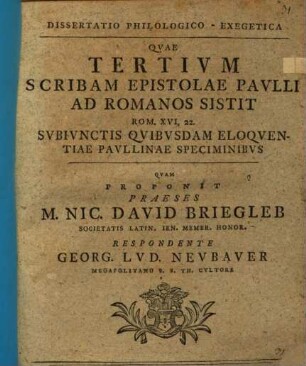 DISSERTATIO PHILOLOGICO - EXEGETICA
QVAE
TERTIVM
SCRIBAM EPISTOLAE PAVLLI
AD ROMANOS SISTIT
ROM. XVI, 22.
SVBIVNCTIS QVIBVSDAM ELOQVEN-
TIAE PAVLLINAE SPECIMINIBVS
QVAM
PROPONIT
PRAESES
M. NIC. DAVID BRIEGLEB
SOCIETATIS LATIN. IEN. MEMBR. HONOR.
RESPONDENTE
GEORG. LVD. NEVBAVER
MEGAPOLITANO S. S. TH. CVLTORE